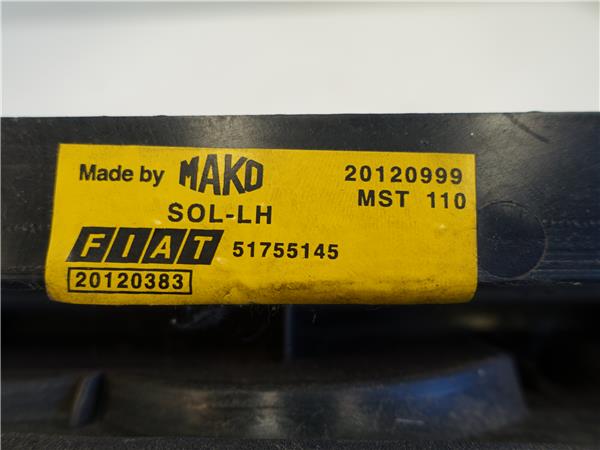 Made by MAKO 20120999
SOL-LH MST 110
FIAT 51755145
20120383